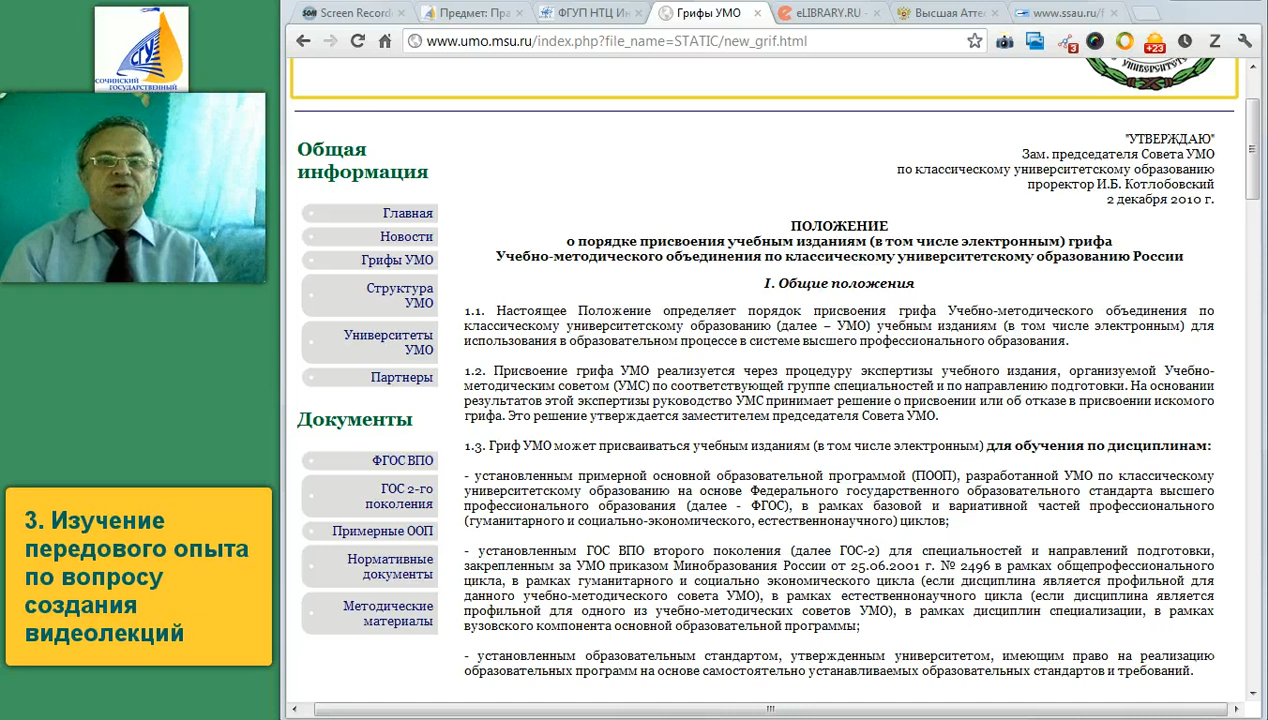 СГУ
СОЧИНСКИЙ
ГОСУДАРСТВЕННЫЙ
3. Изучение
передового опыта
по вопросу
создания
видеолекций
Screen Record
Предмет: Пра
ФГУП НТЦ Ин
Грифы УМО
eLIBRARY.RU -
Высшая Атте
www.ssau.ru/f
www.umo.msu.ru/index.php?file_name=STATIC/new_grif.html
3
+23
Z
УНИВЕРСИТЕТЫ
Общая
информация
Главная
Новости
Грифы УМО
Структура
УМО
Университеты
УМО
Партнеры
Документы
ФГОС ВПО
ГОС 2-го
поколения
Примерные ООП
Нормативные
документы
Методические
материалы
"УТВЕРЖДАЮ"
Зам. председателя Совета УМО
по классическому университетскому образованию
проректор И.Б. Котлобовский
2 декабря 2010 г.
ПОЛОЖЕНИЕ
о порядке присвоения учебным изданиям (в том числе электронным) грифа
Учебно-методического объединения по классическому университетскому образованию России
I. Общие положения
1.1. Настоящее Положение определяет порядок присвоения грифа Учебно-методического объединения по
классическому университетскому образованию (далее – УМО) учебным изданиям (в том числе электронным) для
использования в образовательном процессе в системе высшего профессионального образования.
1.2. Присвоение грифа УМО реализуется через процедуру экспертизы учебного издания, организуемой Учебно-
методическим советом (УМС) по соответствующей группе специальностей и по направлению подготовки. На основании
результатов этой экспертизы руководство УМС принимает решение о присвоении или об отказе в присвоении искомого
грифа. Это решение утверждается заместителем председателя Совета УМО.
1.3. Гриф УМО может присваиваться учебным изданиям (в том числе электронным) для обучения по дисциплинам:
- установленным примерной основной образовательной программой (ПООП), разработанной УМО по классическому
университетскому образованию на основе Федерального государственного образовательного стандарта высшего
профессионального образования (далее - ФГОС), в рамках базовой и вариативной частей профессионального
(гуманитарного и социально-экономического, естественнонаучного) циклов;
- установленным ГОС ВПО второго поколения (далее ГОС-2) для специальностей и направлений подготовки,
закрепленным за УМО приказом Минобразования России от 25.06.2001 г. № 2496 в рамках общепрофессионального
цикла, в рамках гуманитарного и социально экономического цикла (если дисциплина является профильной для
данного учебно-методического совета УМО), в рамках естественнонаучного цикла (если дисциплина является
профильной для одного из учебно-методических советов УМО), в рамках дисциплин специализации, в рамках
вузовского компонента основной образовательной программы;
- установленным образовательным стандартом, утвержденным университетом, имеющим право на реализацию
образовательных программ на основе самостоятельно устанавливаемых образовательных стандартов и требований.